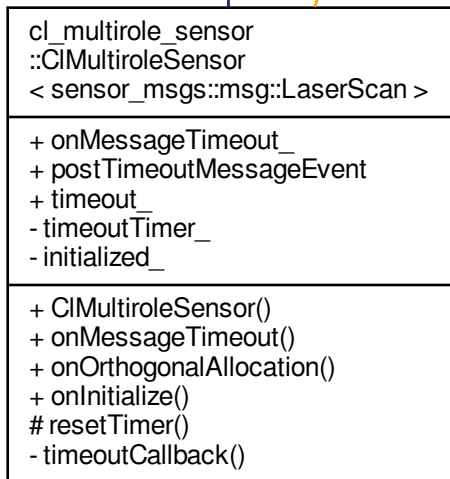 cl_multirole_sensor
::ClMultiroleSensor
< sensor_msgs::msg::LaserScan >
+ onMessageTimeout_
+ postTimeoutMessageEvent
+ timeout_
- timeoutTimer_
- initialized_
+ ClMultiroleSensor()
+ onMessageTimeout()
+ onOrthogonalAllocation()
+ onInitialize()
# resetTimer()
- timeoutCallback()